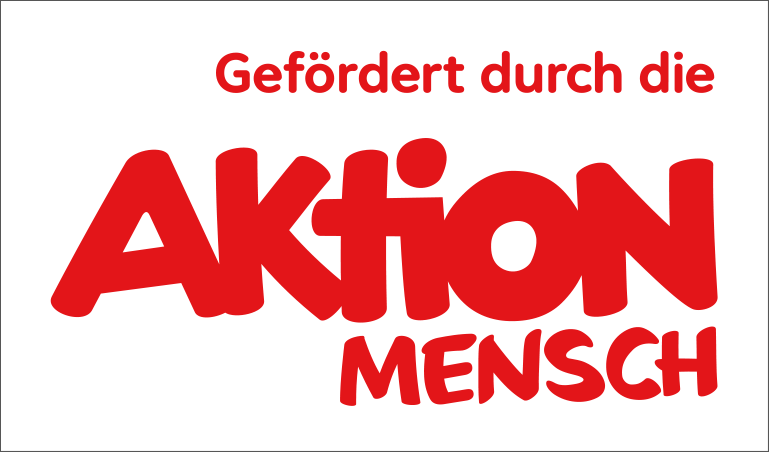 Gefördert durch die
AKtiON
MENSCH